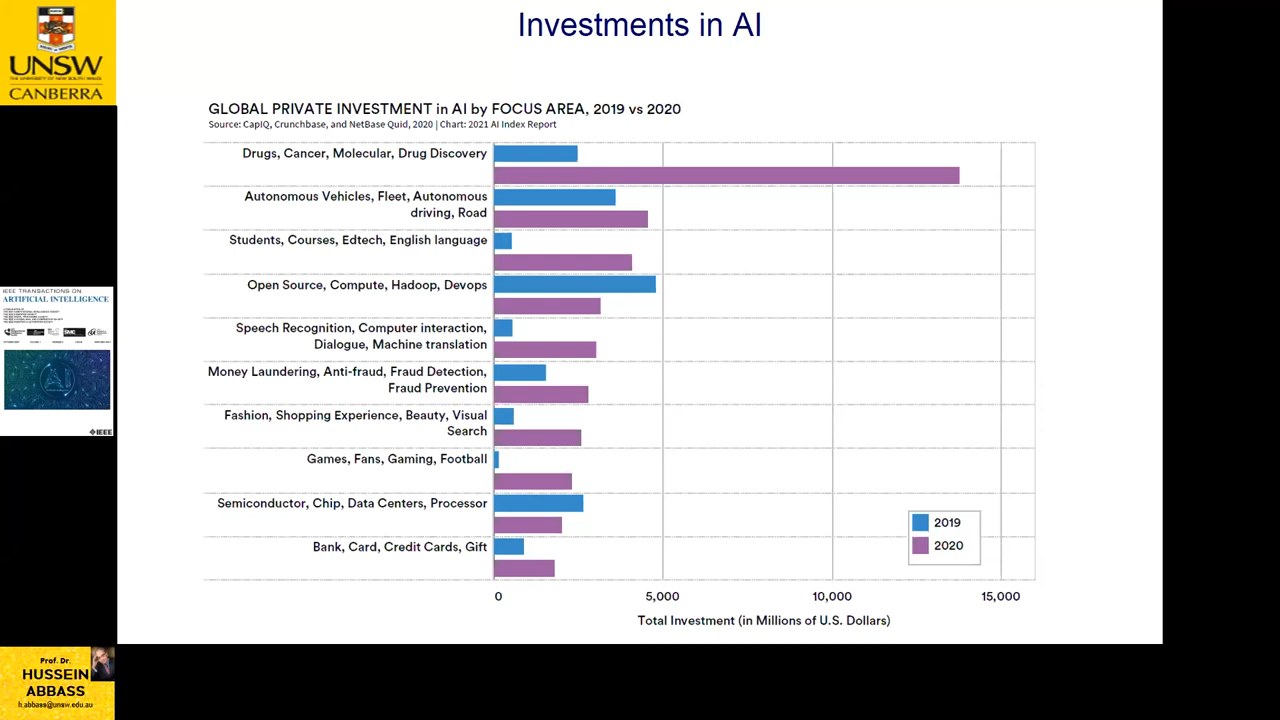 Investments in AI
UNSW
CANBERRA
GLOBAL PRIVATE INVESTMENT in AI by FOCUS AREA, 2019 vs 2020
Source: CapIQ, Crunchbase, and NetBase Quid, 2020 | Chart: 2021 AI Index Report
Drugs, Cancer, Molecular, Drug Discovery
Autonomous Vehicles, Fleet, Autonomous
driving, Road
Students, Courses, Edtech, English language
Open Source, Compute, Hadoop, Devops
Speech Recognition, Computer interaction,
Dialogue, Machine translation
Money Laundering, Anti-fraud, Fraud Detection,
Fraud Prevention
Fashion, Shopping Experience, Beauty, Visual
Search
Games, Fans, Gaming, Football
Semiconductor, Chip, Data Centers, Processor
Bank, Card, Credit Cards, Gift
2019
2020
0
5,000
10,000
15,000
Total Investment (in Millions of U.S. Dollars)
IEEE TRANSACTIONS ON
ARTIFICIAL INTELLIGENCE
AI
IEEE
Prof. Dr.
HUSSEIN
ABBASS
h.abbass@unsw.edu.au